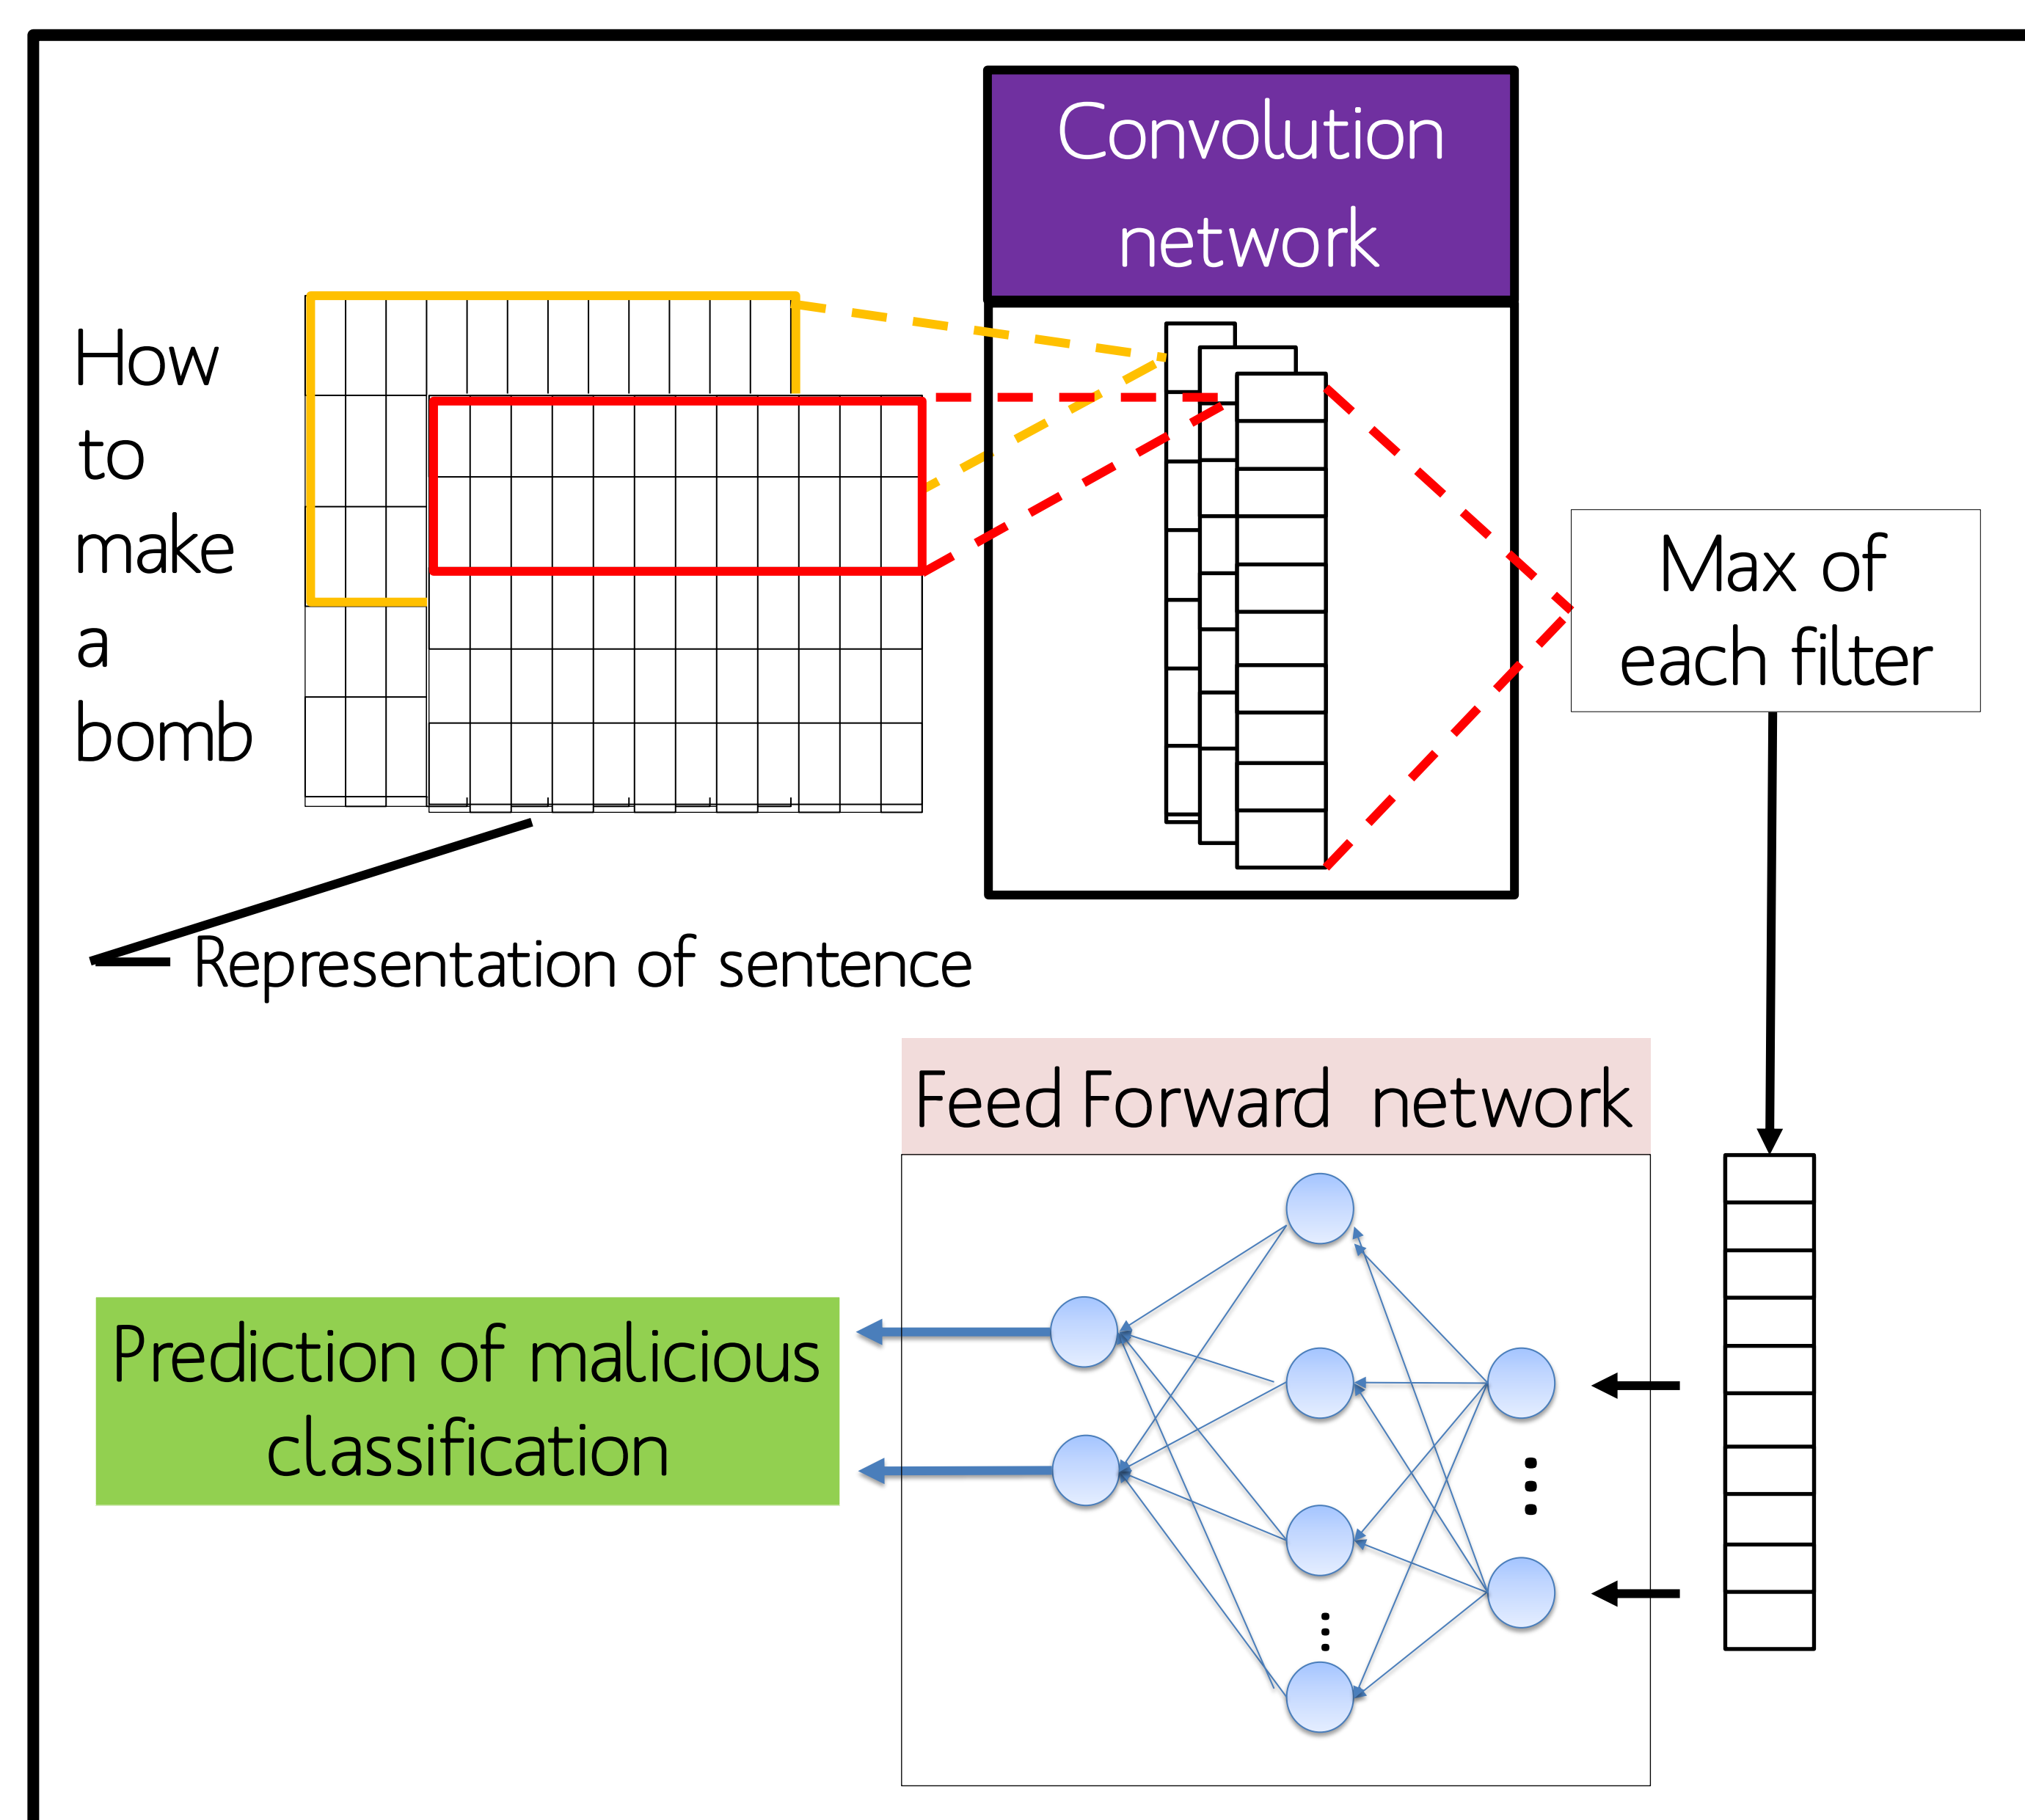 Convolution
network
How
to
make
a
bomb
Max of
each filter
Representation of sentence
Feed Forward network
Prediction of malicious
classification